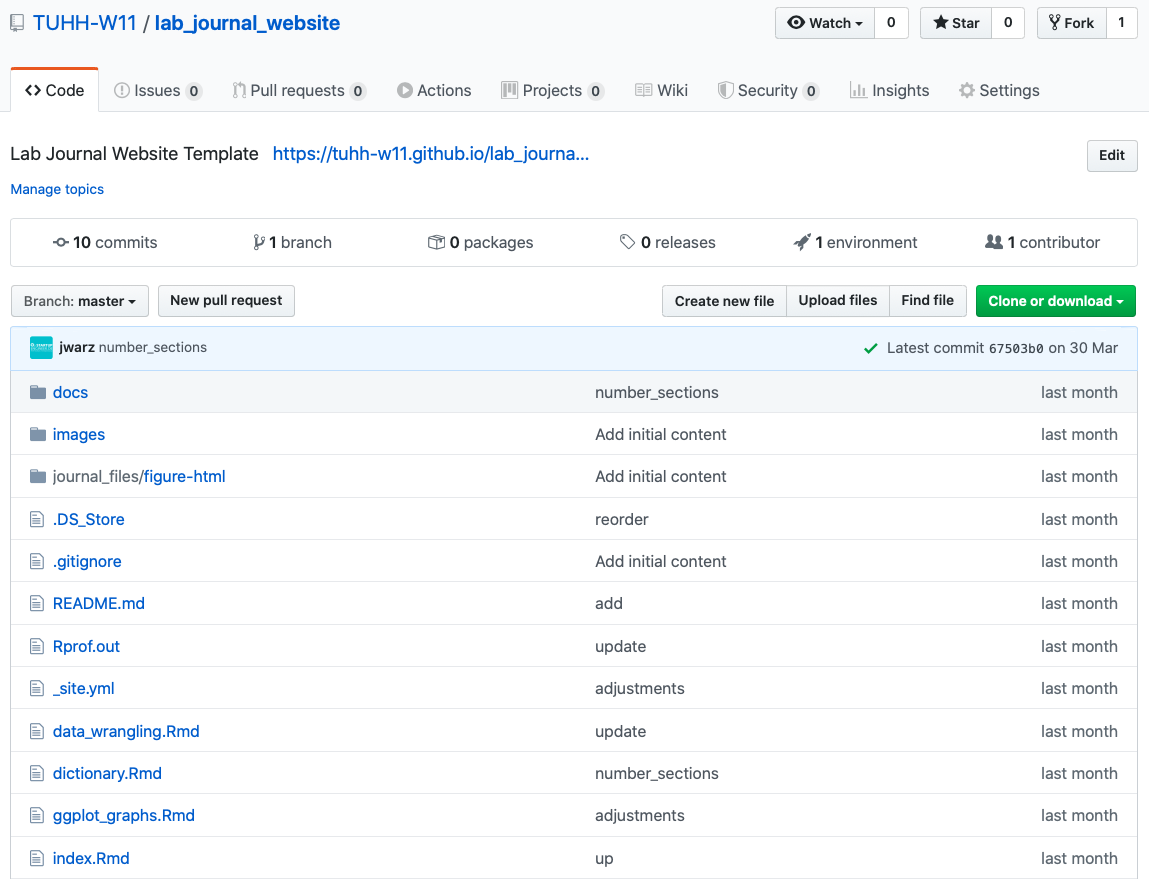 TUHH-W11 / lab_journal_website Watch 0 Star 0 Fork 1
Code Issues 0 Pull requests 0 Actions Projects 0 Wiki Security 0 Insights Settings
Lab Journal Website Template https://tuhh-w11.github.io/lab_journa... Edit
Manage topics
10 commits 1 branch 0 packages 0 releases 1 environment 1 contributor
Branch: master New pull request Create new file Upload files Find file Clone or download
jwarz number_sections Latest commit 67503b0 on 30 Mar
docs number_sections last month
images Add initial content last month
journal_files/figure-html Add initial content last month
.DS_Store reorder last month
.gitignore Add initial content last month
README.md add last month
Rprof.out update last month
_site.yml adjustments last month
data_wrangling.Rmd update last month
dictionary.Rmd number_sections last month
ggplot_graphs.Rmd adjustments last month
index.Rmd up last month